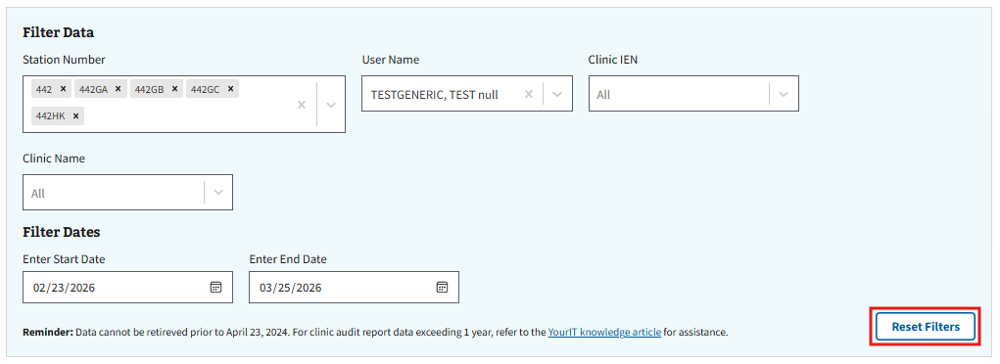 Filter Data
Station Number User Name Clinic IEN
442 × 442GA × 442GB × 442GC ×
442HK ×
TESTGENERIC, TEST null
All
Clinic Name
All
Filter Dates
Enter Start Date Enter End Date
02/23/2026 03/25/2026
Reminder: Data cannot be retireved prior to April 23, 2024. For clinic audit report data exceeding 1 year, refer to the YourIT knowledge article for assistance.
Reset Filters